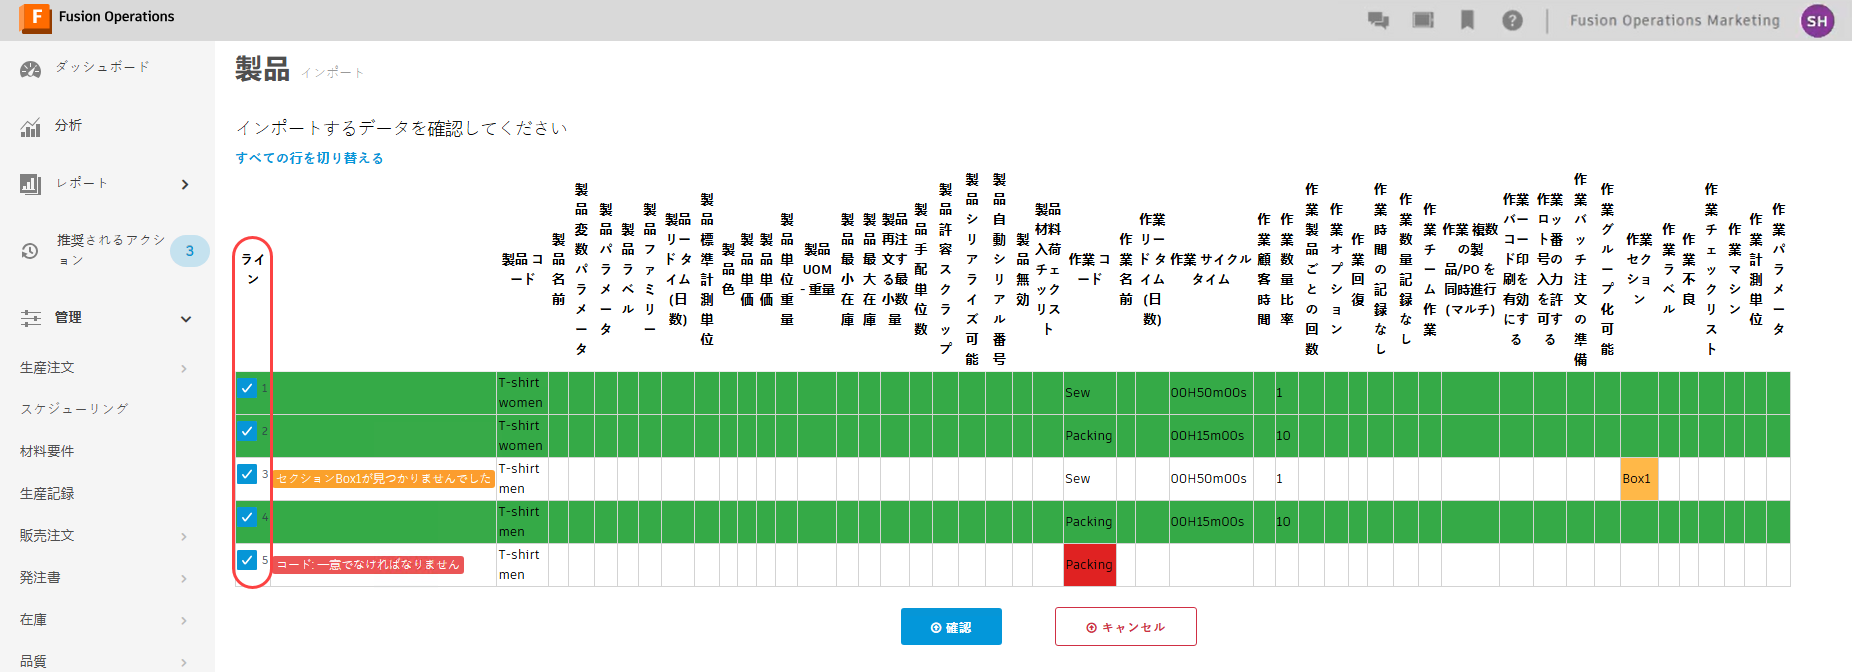 Fusion Operations
Fusion Operations Marketing
SH
ダッシュボード
分析
レポート
推奨されるアクシ
ョン
3
管理
生産注文
スケジューリング
材料要件
生産記録
販売注文
発注書
在庫
品質
製品 インポート
インポートするデータを確認してください
すべての行を切り替える
ライン
製品 コード
製品名前
製品変数パラメータ
製品パラメータ
製品ラベル
製品ファミリー
製品リードタイム(日数)
製品標準計測単位
製品色
製品単価
製品単価
製品単位重量
製品 UOM - 重量
製品最小在庫
製品最大在庫
製品再注文する最小数量
製品手配単位数
製品許容スクラップ
製品シリアライズ可能
製品自動シリアル番号
製品無効
製品材料入荷チェックリスト
作業 コード
作業名前
作業リードタイム(日数)
作業 サイクル タイム
作業顧客時間
作業数量比率
作業製品ごとの回数
作業オプション
作業回復
作業時間の記録なし
作業数量記録なし
作業チーム作業
作業 複数の製品/PO を同時進行(マルチ)
作業バーコード印刷を有効にする
作業ロット番号の入力を許可する
作業バッチ注文の準備
作業グループ化可能
作業 セクション
作業ラベル
作業不良
作業チェックリスト
作業マシン
作業計測単位
作業パラメータ
1 T-shirt women Sew 00H50m00s 1
2 T-shirt women Packing 00H15m00s 10
3 セクションBox1が見つかりませんでした T-shirt men Sew 00H50m00s 1 Box1
4 T-shirt men Packing 00H15m00s 10
5 コード: 一意でなければなりません T-shirt men Packing
確認
キャンセル